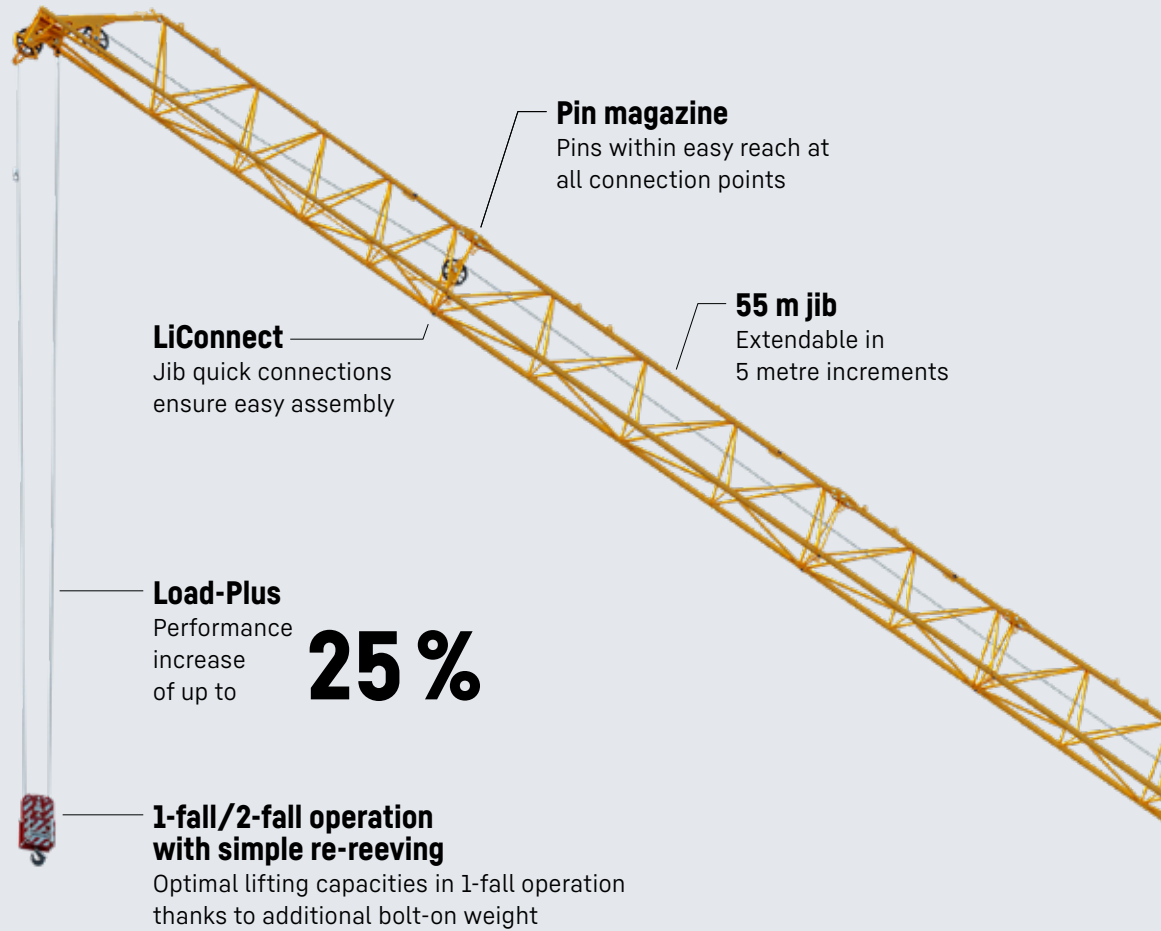 Pin magazine
Pins within easy reach at
all connection points
55 m jib
Extendable in
5 metre increments
LiConnect
Jib quick connections
ensure easy assembly
Load-Plus
Performance
increase
of up to
25 %
1-fall/2-fall operation
with simple re-reeving
Optimal lifting capacities in 1-fall operation
thanks to additional bolt-on weight